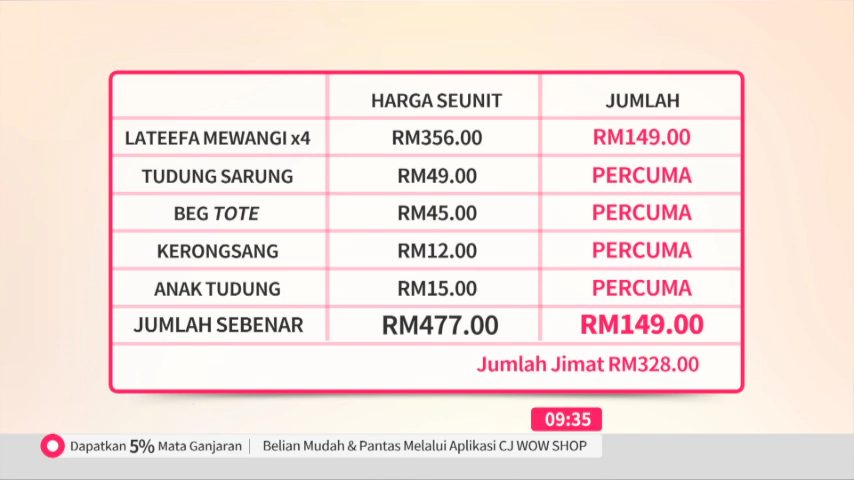 HARGA SEUNIT JUMLAH
LATEEFA MEWANGI x4 RM356.00 RM149.00
TUDUNG SARUNG RM49.00 PERCUMA
BEG TOTE RM45.00 PERCUMA
KERONGSANG RM12.00 PERCUMA
ANAK TUDUNG RM15.00 PERCUMA
JUMLAH SEBENAR RM477.00 RM149.00
Jumlah Jimat RM328.00
09:35
Dapatkan 5% Mata Ganjaran | Belian Mudah & Pantas Melalui Aplikasi CJ WOW SHOP